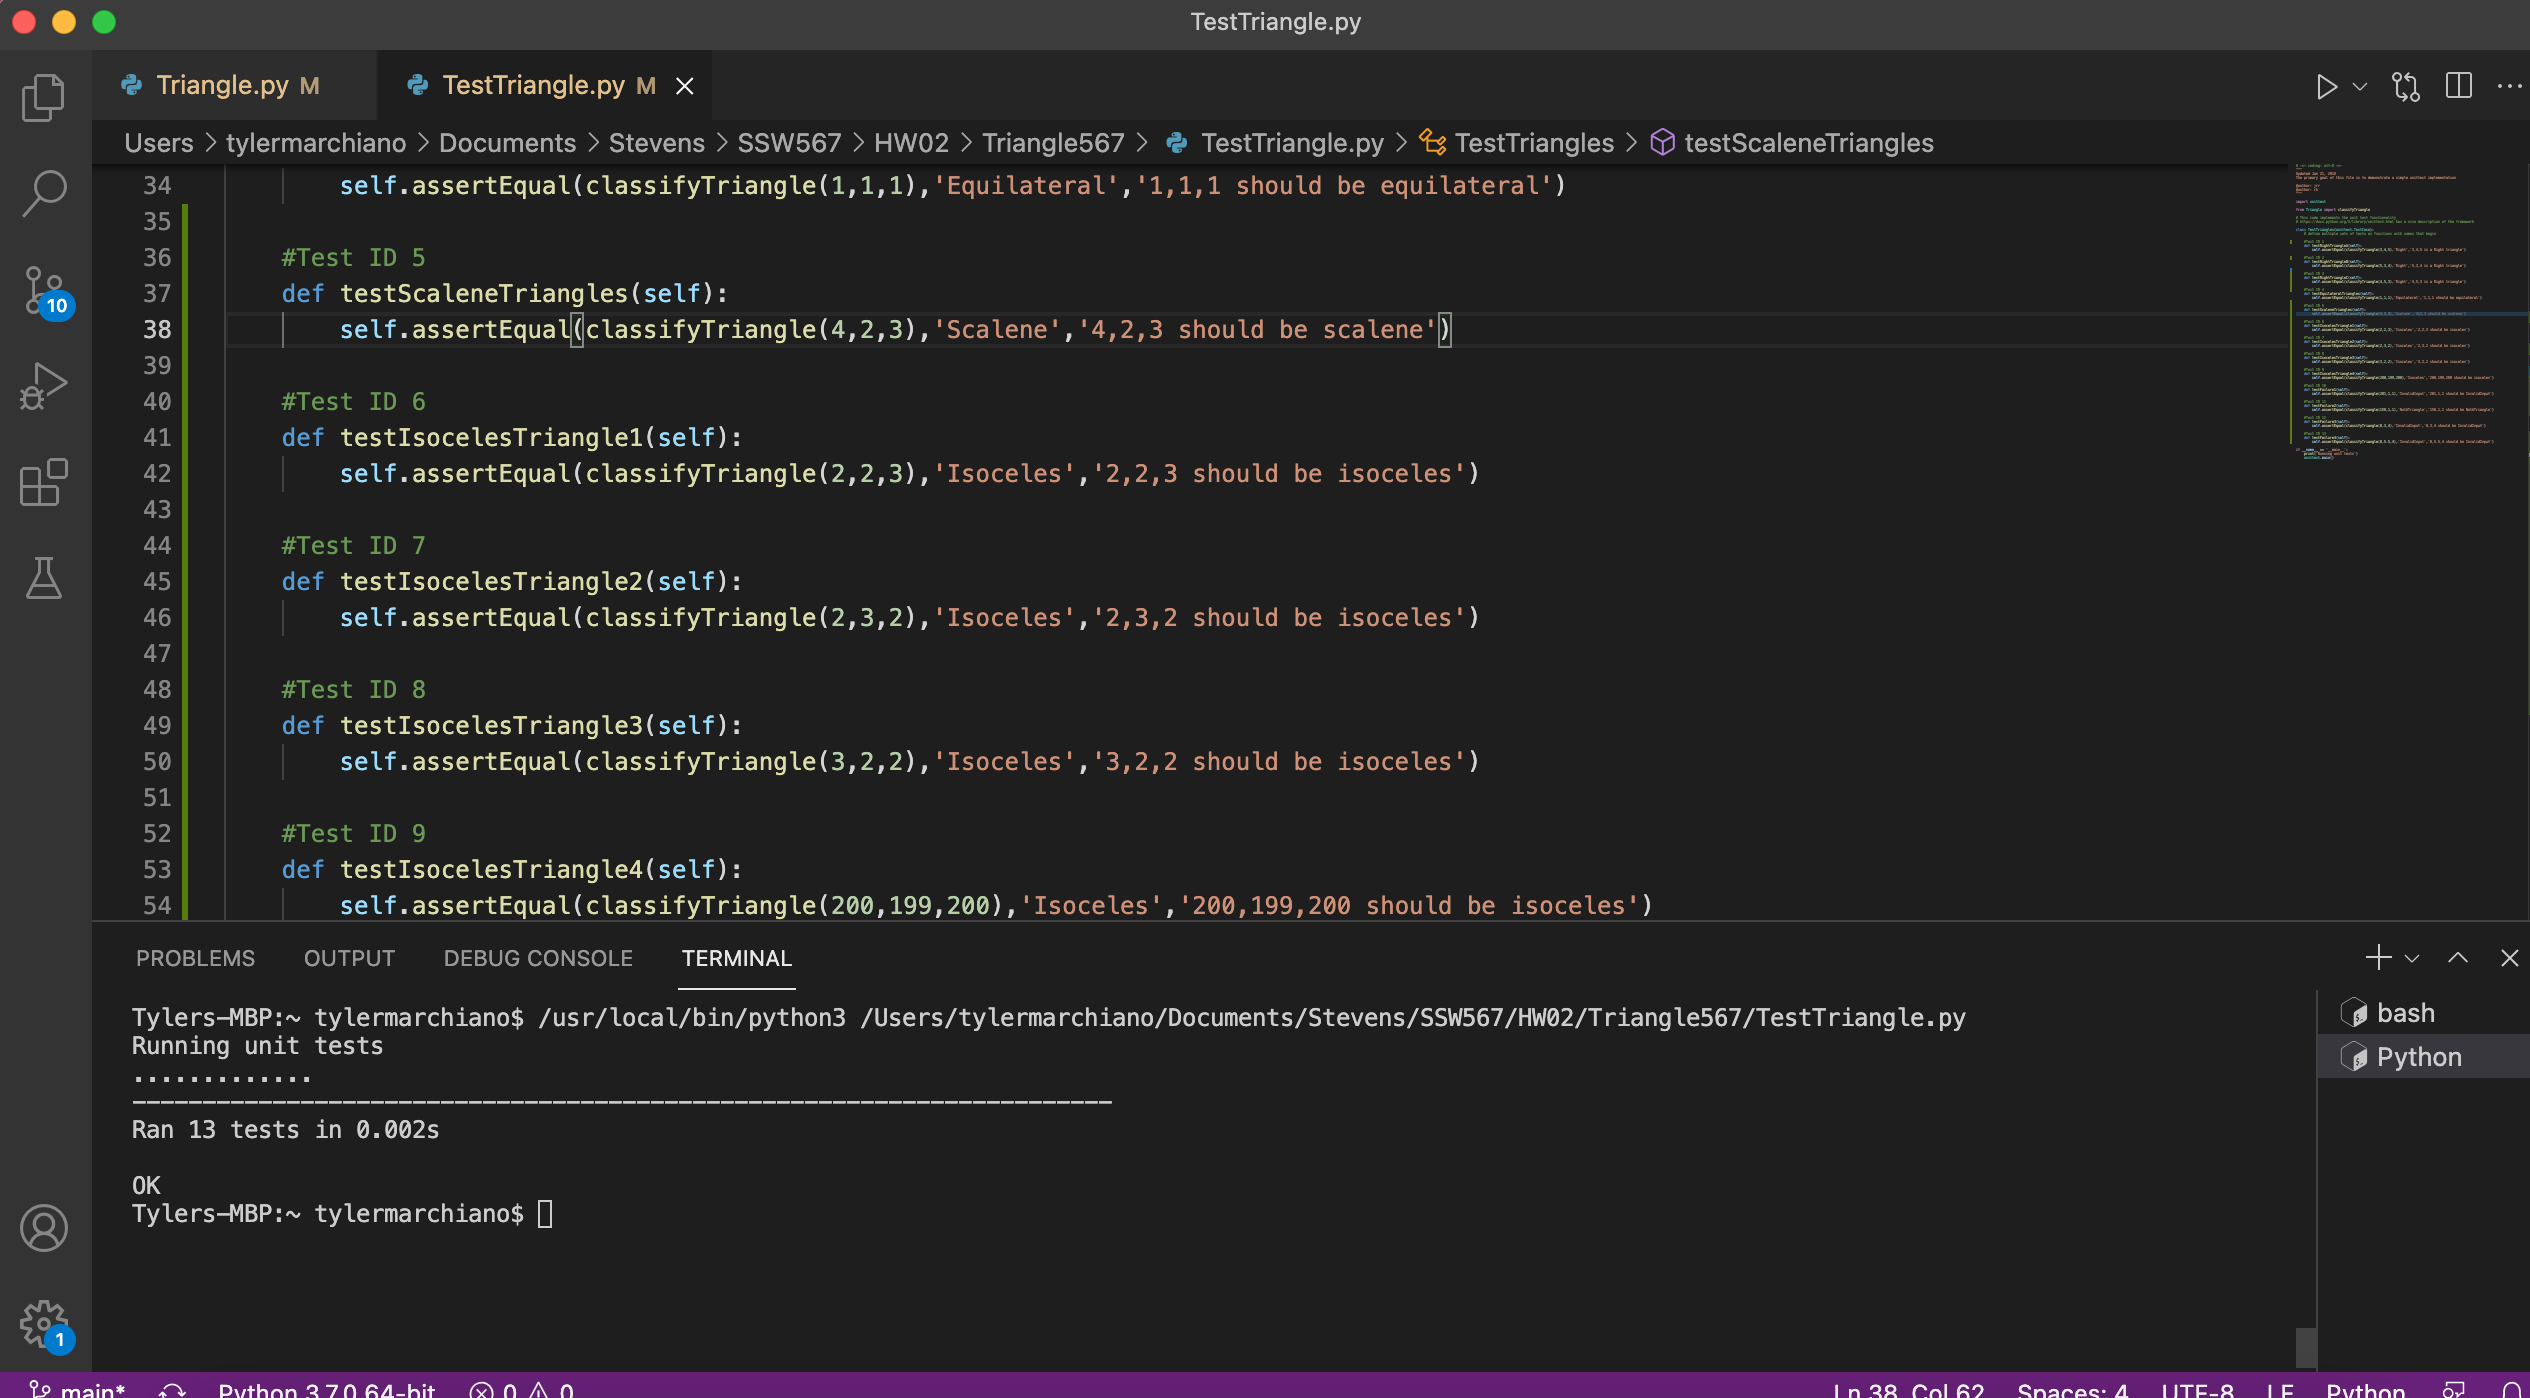 TestTriangle.py
Triangle.py M
TestTriangle.py M
Users > tylermarchiano > Documents > Stevens > SSW567 > HW02 > Triangle567 > TestTriangle.py > TestTriangles > testScaleneTriangles
34 self.assertEqual(classifyTriangle(1,1,1),'Equilateral','1,1,1 should be equilateral')
35
36 #Test ID 5
37 def testScaleneTriangles(self):
38 self.assertEqual(classifyTriangle(4,2,3),'Scalene','4,2,3 should be scalene')
39
40 #Test ID 6
41 def testIsocelesTriangle1(self):
42 self.assertEqual(classifyTriangle(2,2,3),'Isoceles','2,2,3 should be isoceles')
43
44 #Test ID 7
45 def testIsocelesTriangle2(self):
46 self.assertEqual(classifyTriangle(2,3,2),'Isoceles','2,3,2 should be isoceles')
47
48 #Test ID 8
49 def testIsocelesTriangle3(self):
50 self.assertEqual(classifyTriangle(3,2,2),'Isoceles','3,2,2 should be isoceles')
51
52 #Test ID 9
53 def testIsocelesTriangle4(self):
54 self.assertEqual(classifyTriangle(200,199,200),'Isoceles','200,199,200 should be isoceles')
10
PROBLEMS OUTPUT DEBUG CONSOLE TERMINAL
Tylers-MBP:~ tylermarchiano$ /usr/local/bin/python3 /Users/tylermarchiano/Documents/Stevens/SSW567/HW02/Triangle567/TestTriangle.py
Running unit tests
.............
----------------------------------------------------------------------
Ran 13 tests in 0.002s
OK
Tylers-MBP:~ tylermarchiano$
bash
Python
1
main* Python 3.7.0 64-bit 0 0 Ln 38, Col 62 Spaces: 4 UTF-8 LF Python